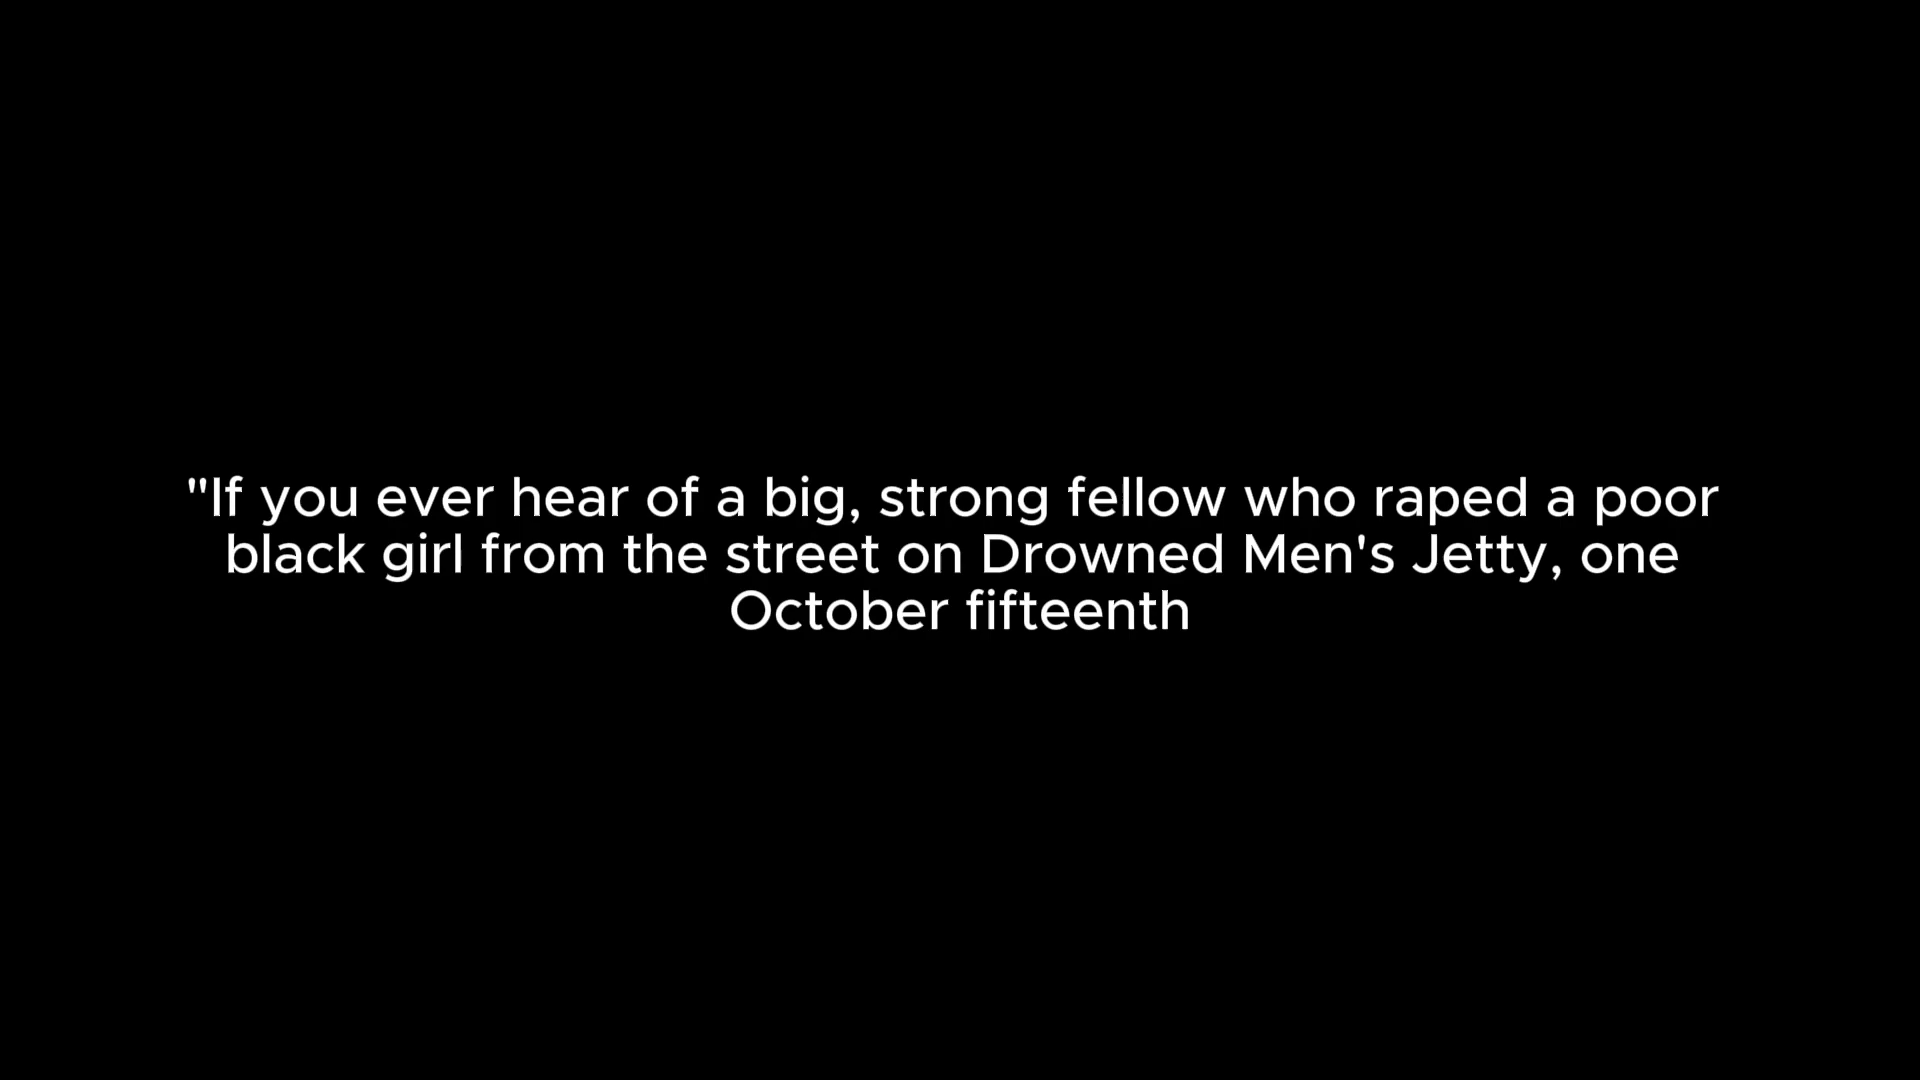 "If you ever hear of a big, strong fellow who raped a poor
black girl from the street on Drowned Men's Jetty, one
October fifteenth